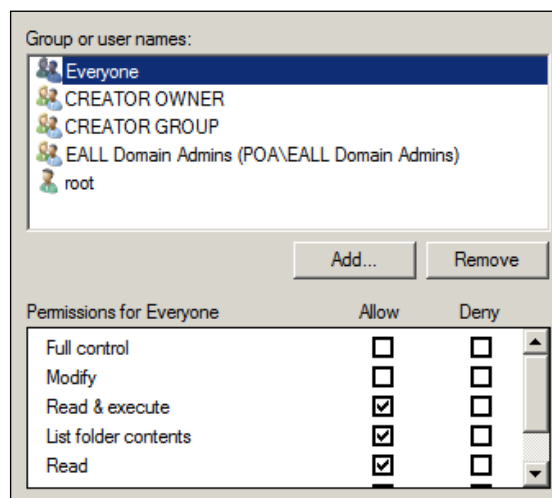 Group or user names:
Everyone
CREATOR OWNER
CREATOR GROUP
EALL Domain Admins (POA\EALL Domain Admins)
root
Add... Remove
Permissions for Everyone Allow Deny
Full control
Modify
Read & execute
List folder contents
Read